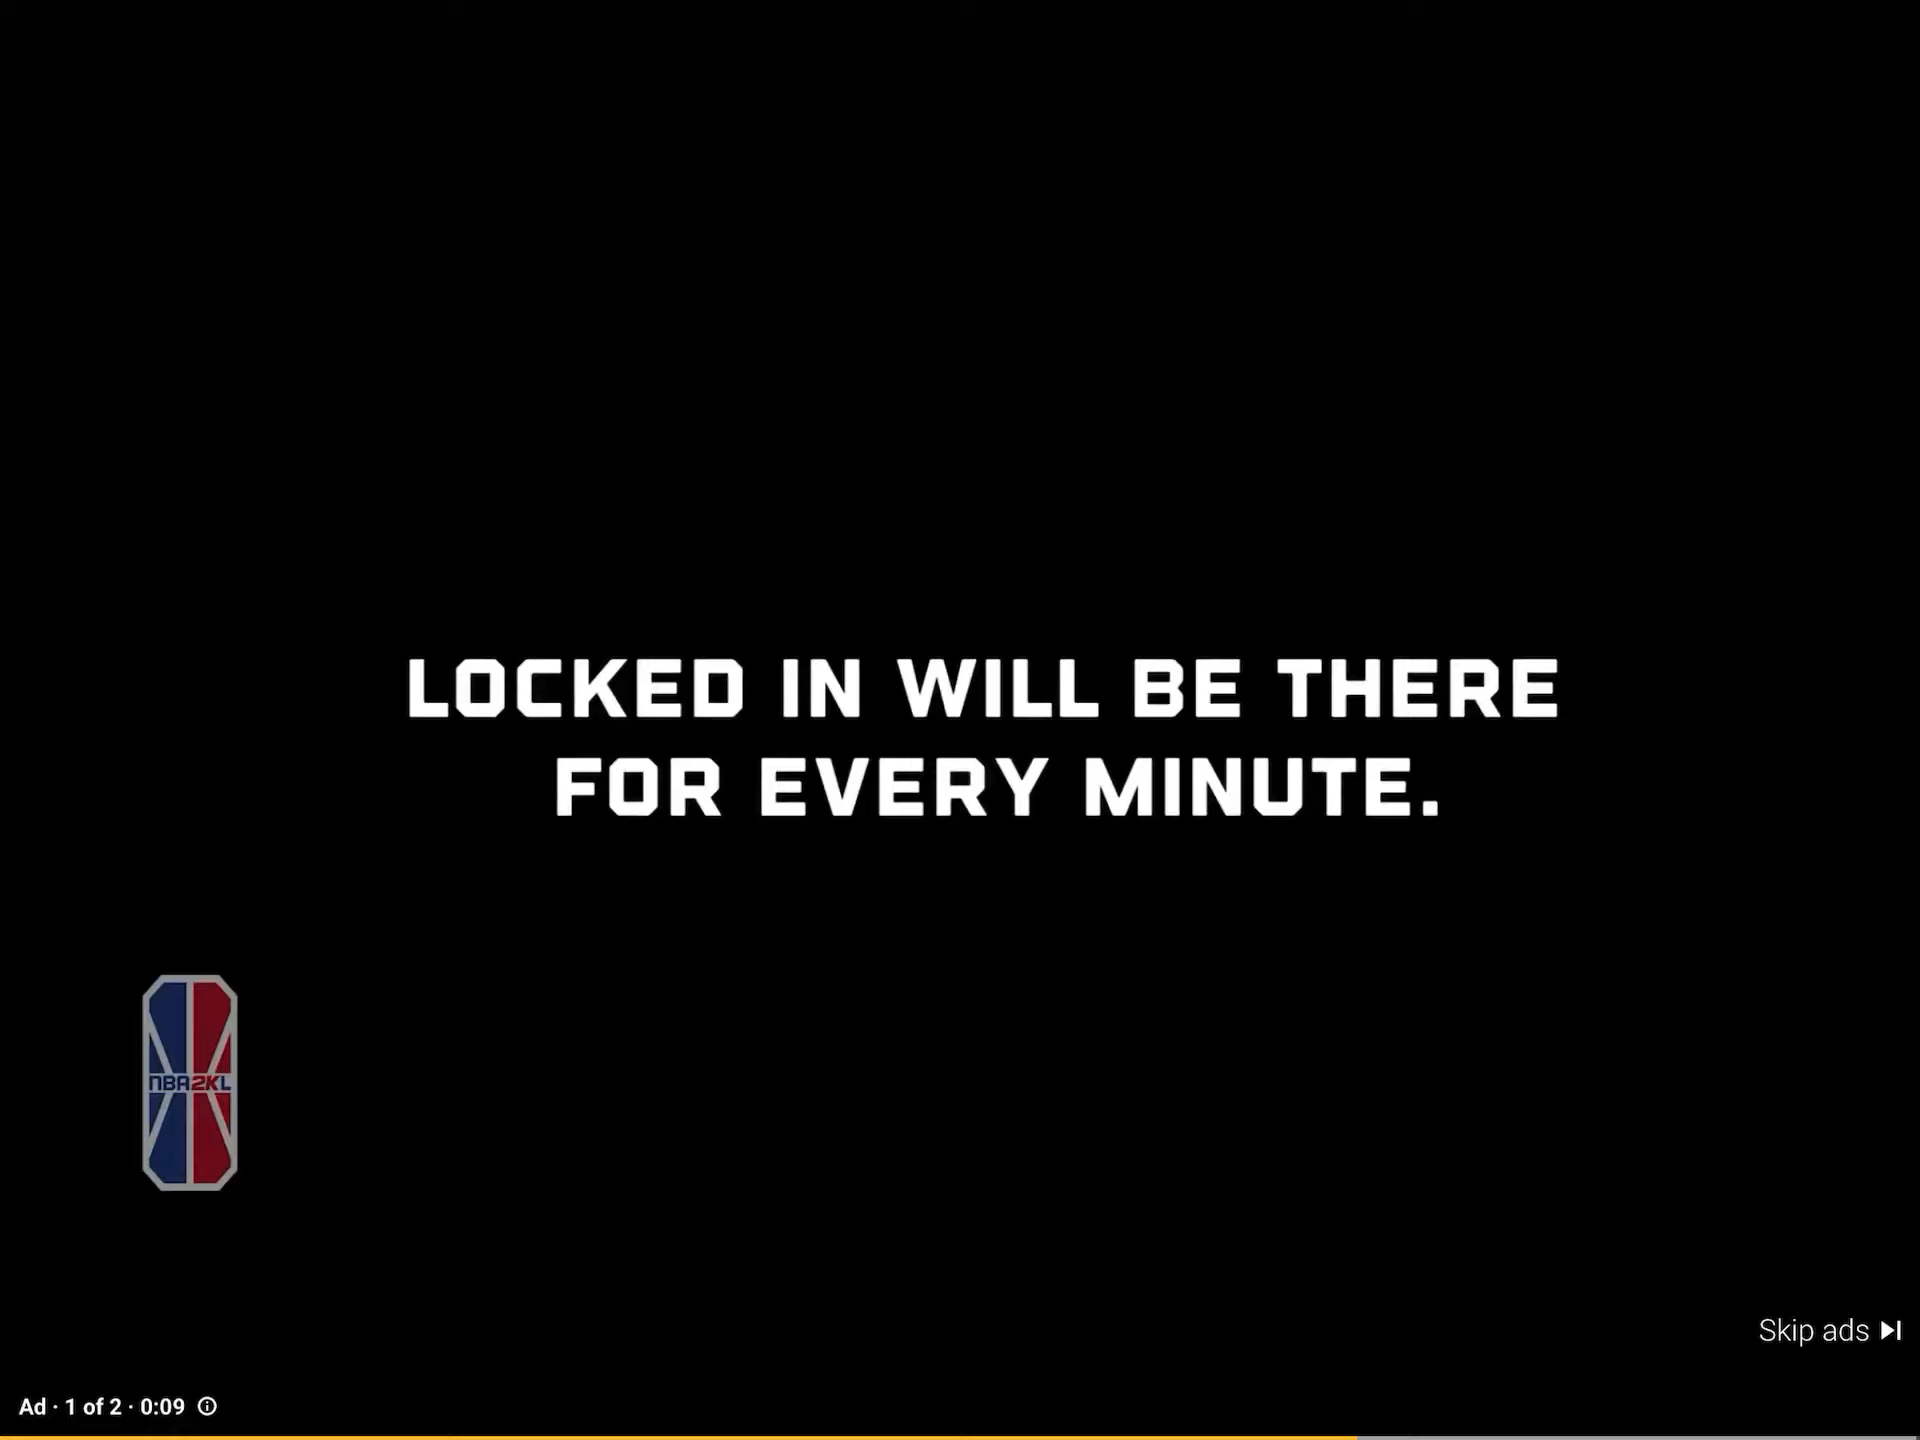 LOCKED IN WILL BE THERE
FOR EVERY MINUTE.
NBA2KL
Skip ads
Ad · 1 of 2 · 0:09